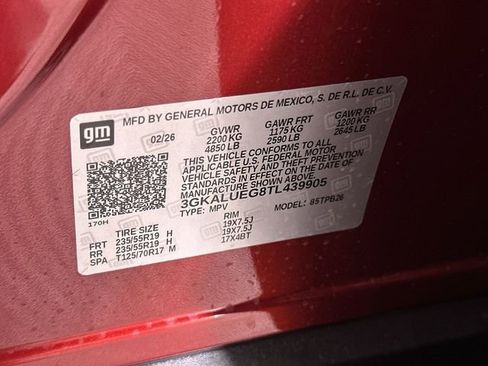 gm
MFD BY GENERAL MOTORS DE MEXICO, S. DE R.L. DE C.V.
02/26 GVWR GAWR FRT GAWR RR
2200 KG 1175 KG 1200 KG
4850 LB 2590 LB 2645 LB
THIS VEHICLE CONFORMS TO ALL
APPLICABLE U.S. FEDERAL MOTOR
VEHICLE SAFETY AND THEFT
PREVENTION STANDARDS IN EFFECT
ON THE DATE OF MANUFACTURE
SHOWN ABOVE.
3GKALUEG8TL439905
TYPE: MPV MODEL: 85TPB26
170H
TIRE SIZE RIM
FRT 235/55R19 H 19X7.5J
RR 235/55R19 H 19X7.5J
SPA T125/70R17 M 17X4BT